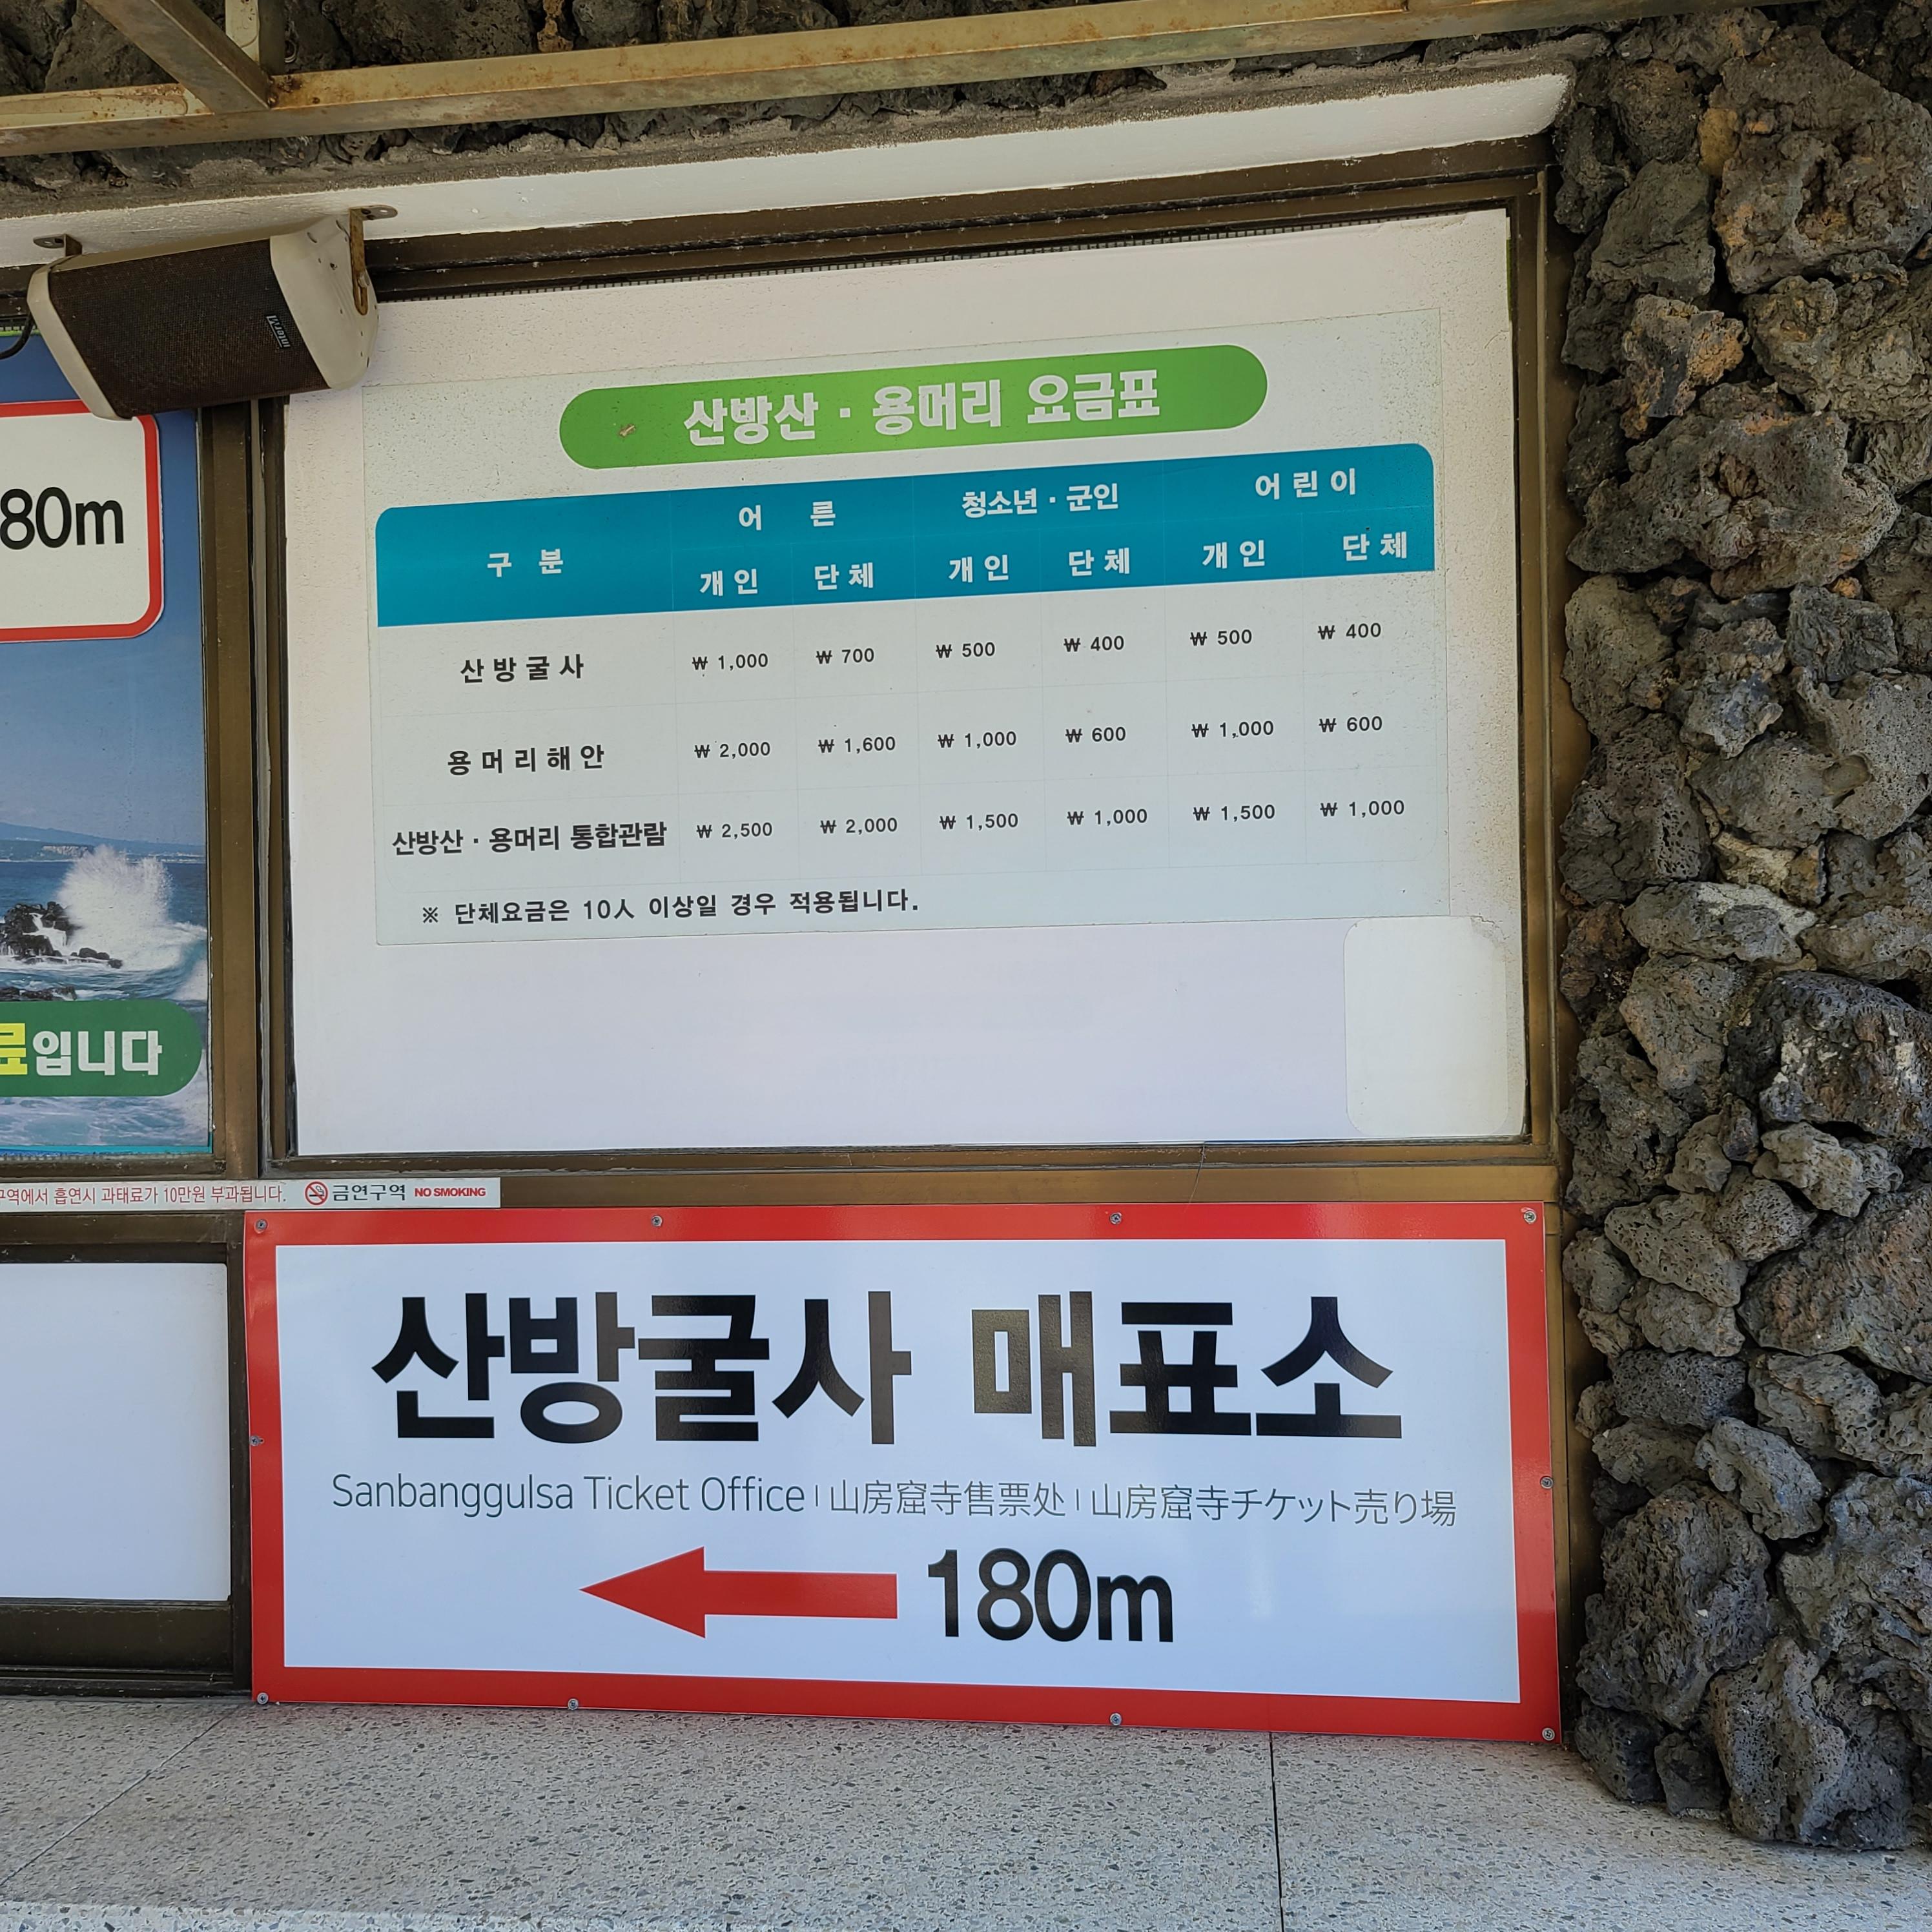 산방산 · 용머리 요금표
구 분 어 른 청소년 · 군인 어 린 이
개 인 단 체 개 인 단 체 개 인 단 체
산 방 굴 사 ₩ 1,000 ₩ 700 ₩ 500 ₩ 400 ₩ 500 ₩ 400
용 머 리 해 안 ₩ 2,000 ₩ 1,600 ₩ 1,000 ₩ 600 ₩ 1,000 ₩ 600
산방산 · 용머리 통합관람 ₩ 2,500 ₩ 2,000 ₩ 1,500 ₩ 1,000 ₩ 1,500 ₩ 1,000
※ 단체요금은 10人 이상일 경우 적용됩니다.
80m
료입니다
구역에서 흡연시 과태료가 10만원 부과됩니다. 금연구역 NO SMOKING
산방굴사 매표소
Sanbanggulsa Ticket Office | 山房窟寺售票处 | 山房窟寺チケット売り場
180m
InterM